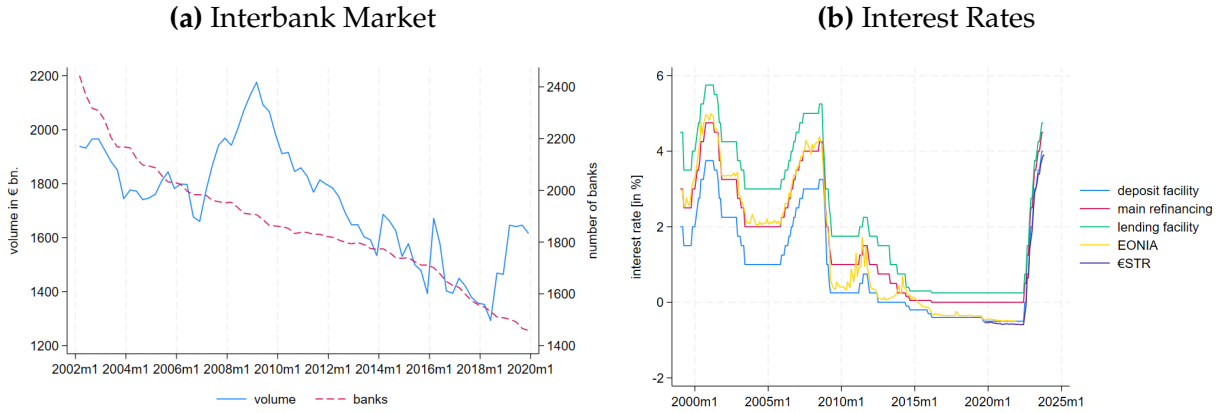 (a) Interbank Market
2200
2000
1800
1600
1400
1200
volume in € bn.
2400
2200
2000
1800
1600
1400
number of banks
2002m1 2004m1 2006m1 2008m1 2010m1 2012m1 2014m1 2016m1 2018m1 2020m1
volume banks
(b) Interest Rates
6
4
2
0
-2
interest rate [in %]
2000m1 2005m1 2010m1 2015m1 2020m1 2025m1
deposit facility
main refinancing
lending facility
EONIA
€STR